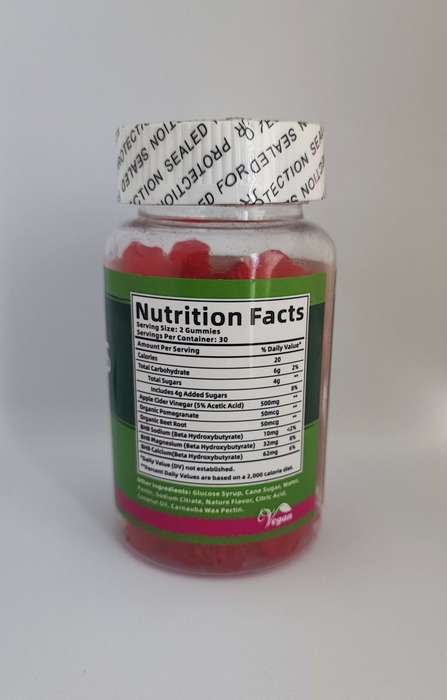 PROTECTION SEALED FOR
Nutrition Facts
Serving Size: 2 Gummies
Servings Per Container: 30
Amount Per Serving % Daily Value*
Calories 20
Total Carbohydrate 6g 2%
Total Sugars 4g **
Includes 4g Added Sugars 8%
Apple Cider Vinegar (5% Acetic Acid) 500mg **
Organic Pomegranate 50mcg **
Organic Beet Root 50mcg **
BHB Sodium (Beta Hydroxybutyrate) 10mg <2%
BHB Magnesium (Beta Hydroxybutyrate) 32mg 6%
BHB Calcium(Beta Hydroxybutyrate) 62mg 6%
*Daily Value (DV) not established.
**Percent Daily Values are based on a 2,000 calorie diet.
Other Ingredients: Glucose Syrup, Cane Sugar, Water,
Sodium Citrate, Nature Flavor, Citric Acid,
Coconut Oil, Carnauba Wax Pectin.
Vegan